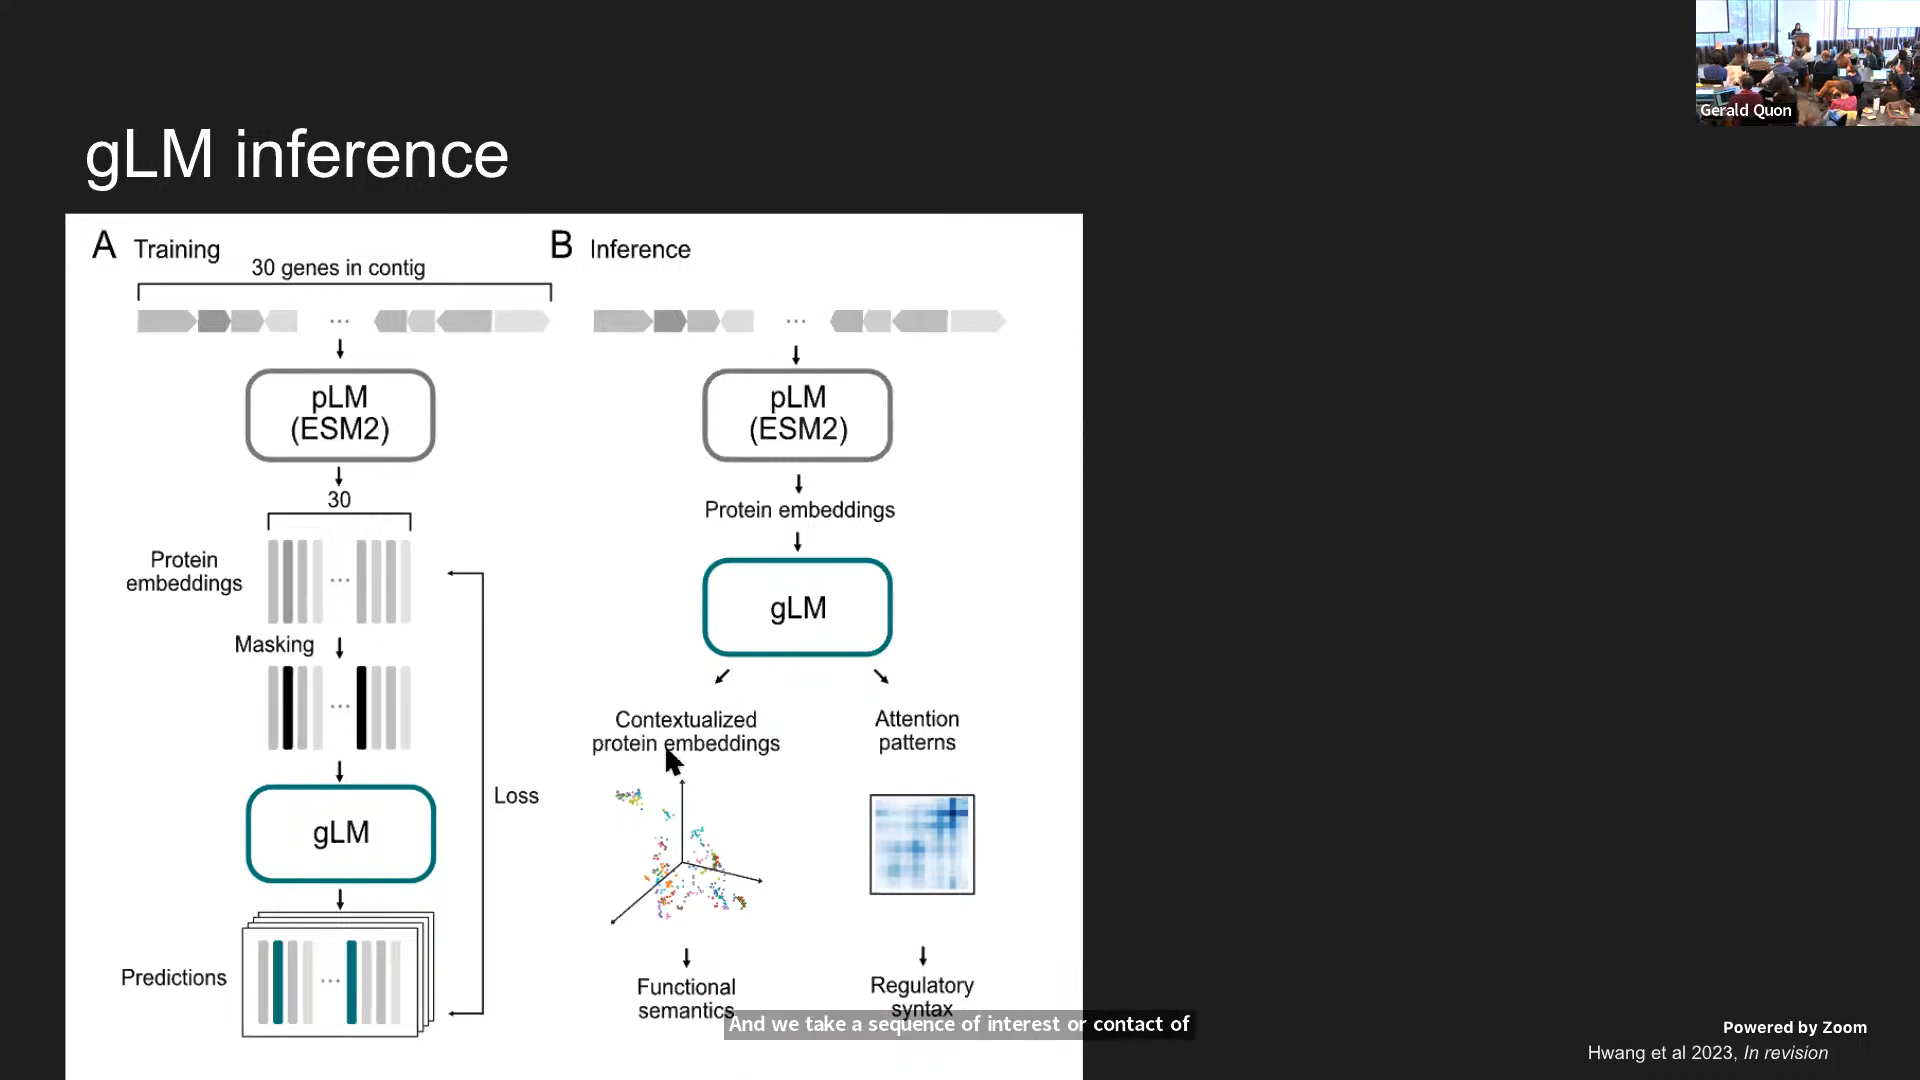 Gerald Quon
gLM inference
A Training
30 genes in contig
...
pLM
(ESM2)
30
Protein
embeddings
...
Masking
...
gLM
Loss
Predictions
...
B Inference
...
pLM
(ESM2)
Protein embeddings
gLM
Contextualized
protein embeddings
Attention
patterns
Functional
semantics
Regulatory
syntax
And we take a sequence of interest or contact of
Powered by Zoom
Hwang et al 2023, In revision